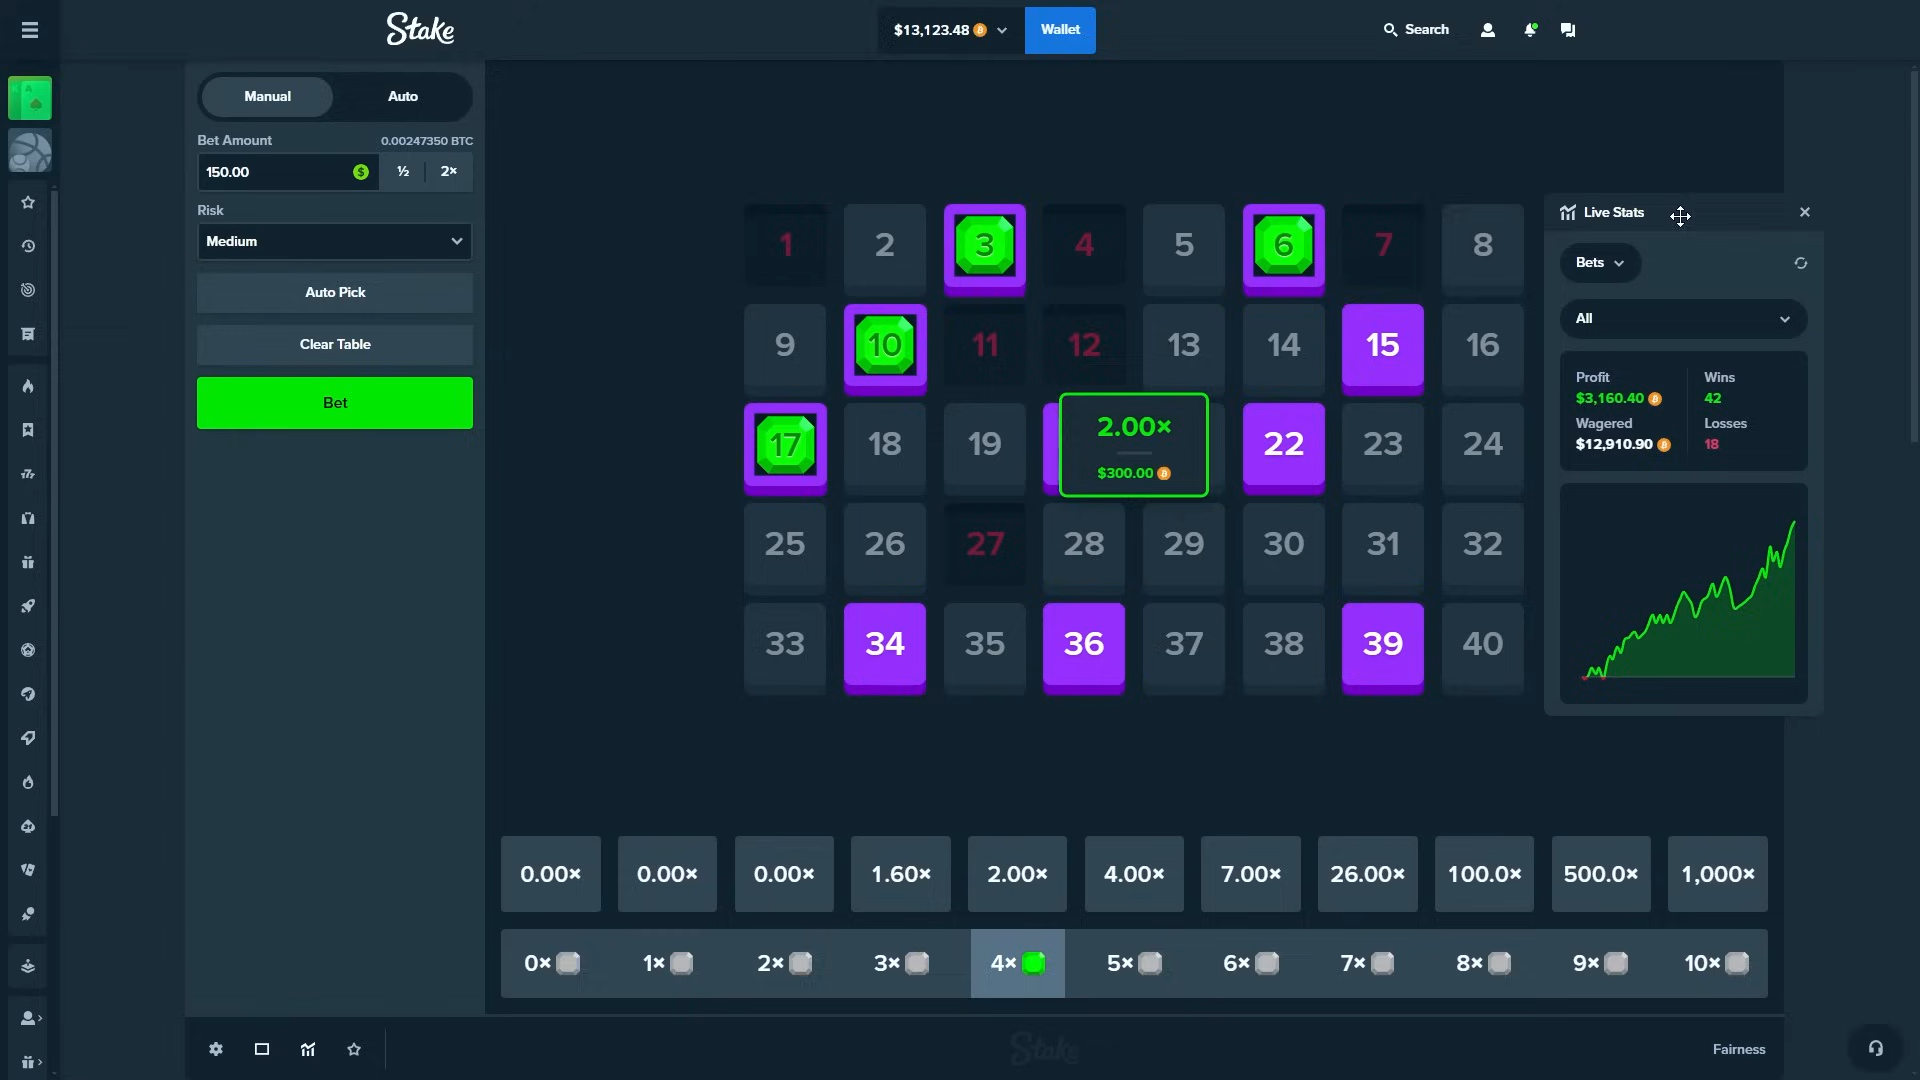 Stake
$13,123.48
Wallet
Search
Manual
Auto
Bet Amount
0.00247350 BTC
150.00
½
2×
Risk
Medium
Auto Pick
Clear Table
Bet
1 2 3 4 5 6 7 8
9 10 11 12 13 14 15 16
17 18 19 22 23 24
2.00×
$300.00
25 26 27 28 29 30 31 32
33 34 35 36 37 38 39 40
Live Stats
Bets
All
Profit
$3,160.40
Wins
42
Wagered
$12,910.90
Losses
18
0.00× 0.00× 0.00× 1.60× 2.00× 4.00× 7.00× 26.00× 100.0× 500.0× 1,000×
0× 1× 2× 3× 4× 5× 6× 7× 8× 9× 10×
Stake
Fairness